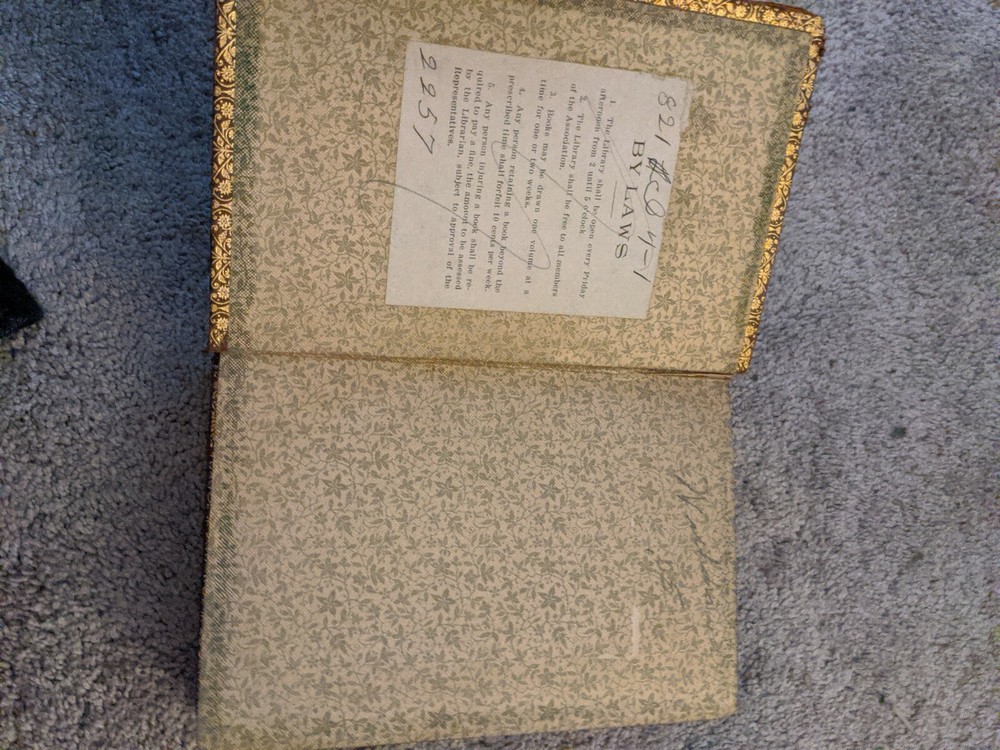 821
BY LAWS
1. The Library shall be open every Friday
afternoon from 2 until 5 o'clock
2. The Library shall be free to all members
of the Association.
3. Books may be drawn one volume at a
time for one or two weeks.
4. Any person retaining a book beyond the
prescribed time shall forfeit 10 cents per week.
5. Any person injuring a book shall be re-
quired to pay a fine, the amount to be assessed
by the Librarian, subject to approval of the
Representatives.
2257